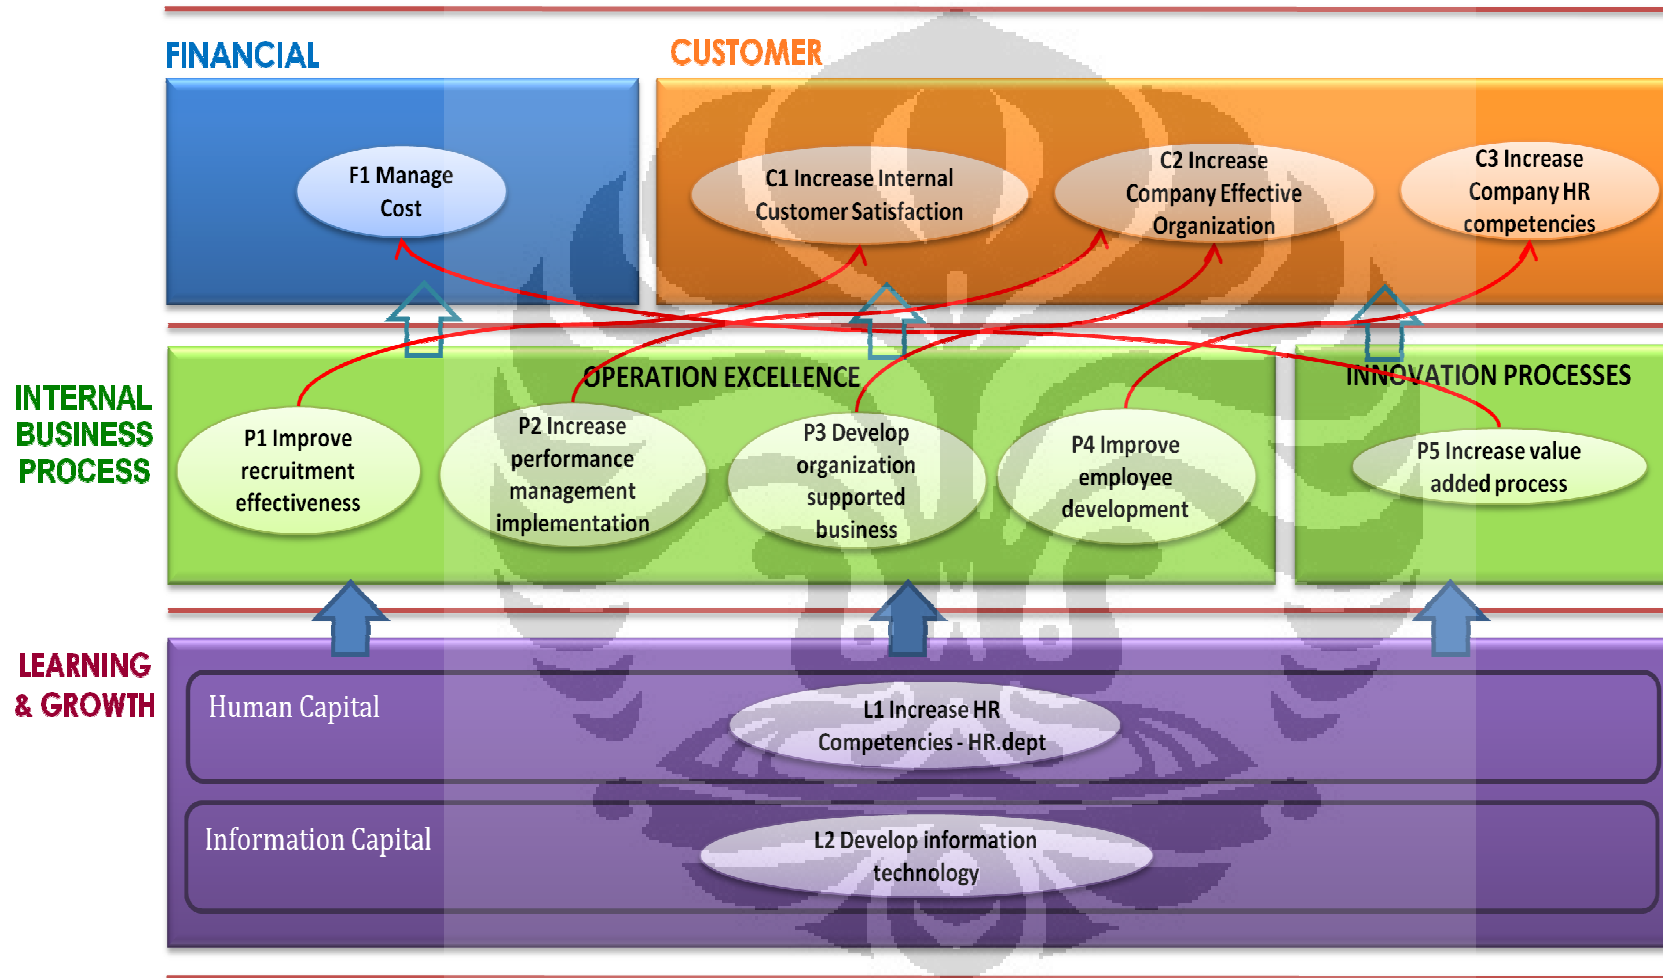 FINANCIAL
CUSTOMER
F1 Manage
Cost
C1 Increase Internal
Customer Satisfaction
C2 Increase
Company Effective
Organization
C3 Increase
Company HR
competencies
INTERNAL
BUSINESS
PROCESS
OPERATION EXCELLENCE
INNOVATION PROCESSES
P1 Improve
recruitment
effectiveness
P2 Increase
performance
management
implementation
P3 Develop
organization
supported
business
P4 Improve
employee
development
P5 Increase value
added process
LEARNING
& GROWTH
Human Capital
L1 Increase HR
Competencies - HR.dept
Information Capital
L2 Develop information
technology